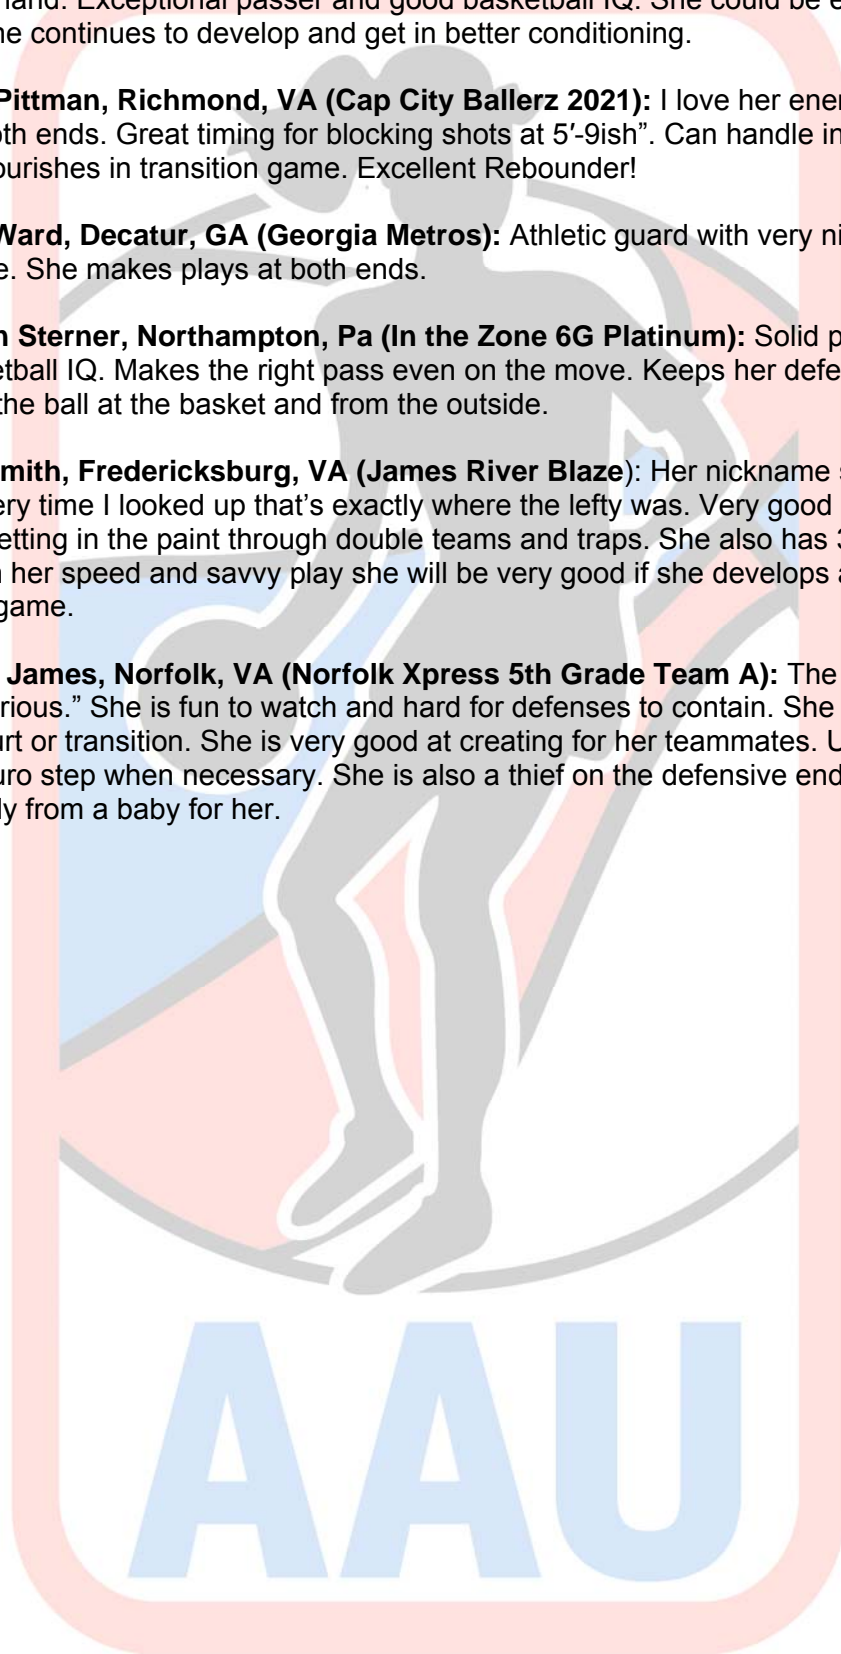 hand. Exceptional passer and good basketball IQ. She could be e
he continues to develop and get in better conditioning.
Pittman, Richmond, VA (Cap City Ballerz 2021): I love her ener
oth ends. Great timing for blocking shots at 5′-9ish”. Can handle in
ourishes in transition game. Excellent Rebounder!
Ward, Decatur, GA (Georgia Metros): Athletic guard with very ni
e. She makes plays at both ends.
n Sterner, Northampton, Pa (In the Zone 6G Platinum): Solid p
etball IQ. Makes the right pass even on the move. Keeps her defe
the ball at the basket and from the outside.
mith, Fredericksburg, VA (James River Blaze): Her nickname s
ery time I looked up that’s exactly where the lefty was. Very good
etting in the paint through double teams and traps. She also has 3
n her speed and savvy play she will be very good if she develops a
game.
James, Norfolk, VA (Norfolk Xpress 5th Grade Team A): The
rious.” She is fun to watch and hard for defenses to contain. She
urt or transition. She is very good at creating for her teammates. U
uro step when necessary. She is also a thief on the defensive end
dy from a baby for her.
AAU